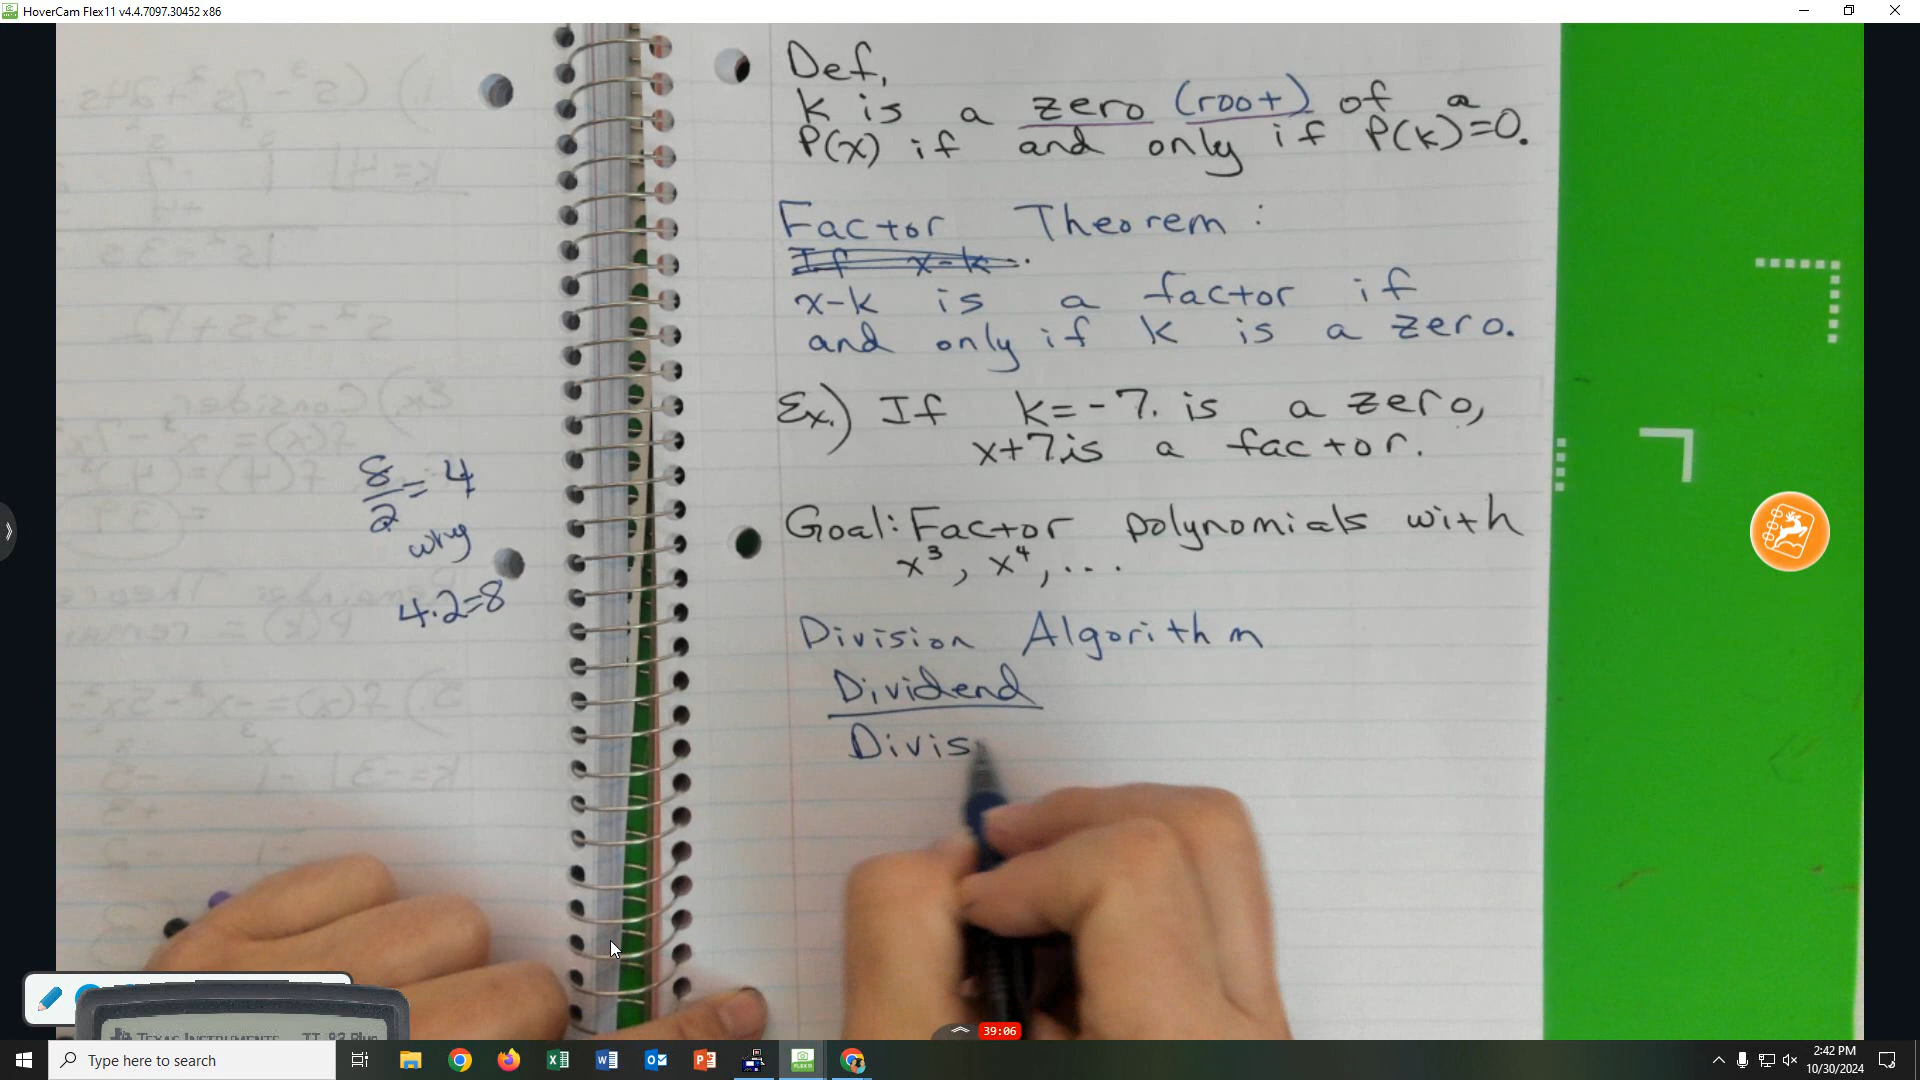 HoverCam Flex11 v4.4.7097.30452 x86
Def,
k is a zero (root) of a
P(x) if and only if P(k)=0.
Factor Theorem:
If x-k.
x-k is a factor if
and only if k is a zero.
Ex.) If k=-7. is a zero,
x+7 is a factor.
Goal: Factor polynomials with
x³, x⁴, ...
Division Algorithm
Dividend
Divis
8/2=4
why
4·2=8
TEXAS INSTRUMENTS
39:06
Type here to search
2:42 PM
10/30/2024